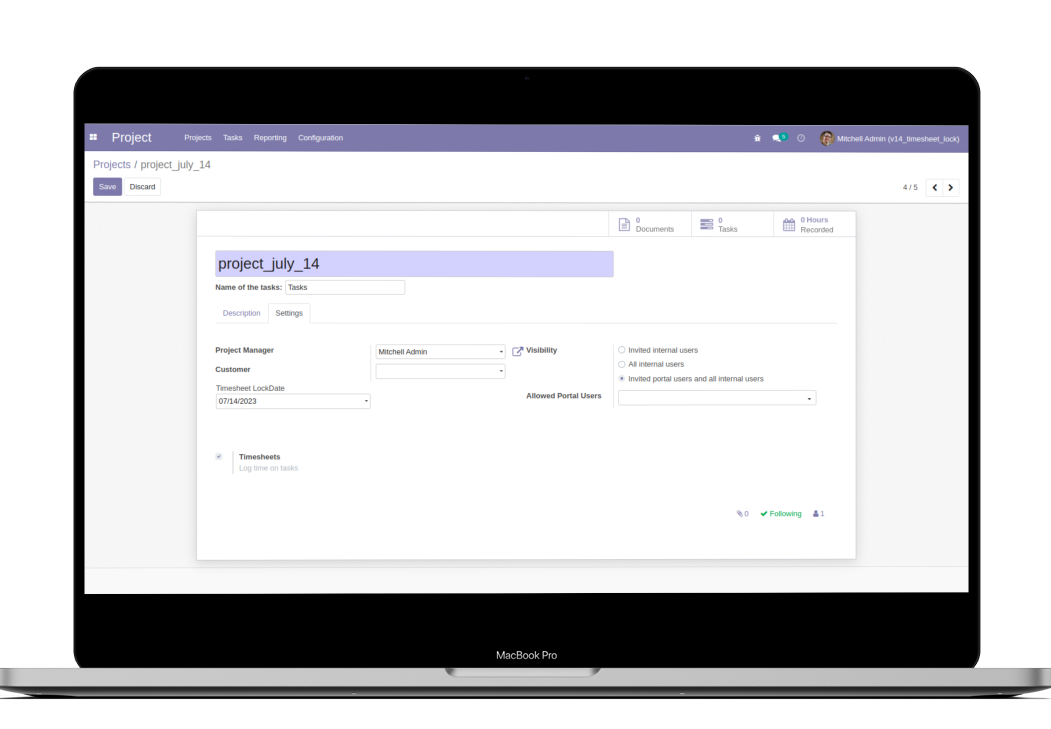 Project Projects Tasks Reporting Configuration 5 Mitchell Admin (v14_timesheet_lock)
Projects / project_july_14
Save Discard 4 / 5
0 Documents 0 Tasks 0 Hours Recorded
project_july_14
Name of the tasks: Tasks
Description Settings
Project Manager Mitchell Admin Visibility Invited internal users
All internal users
Customer Invited portal users and all internal users
Timesheet LockDate
07/14/2023 Allowed Portal Users
Timesheets
Log time on tasks
0 Following 1
MacBook Pro